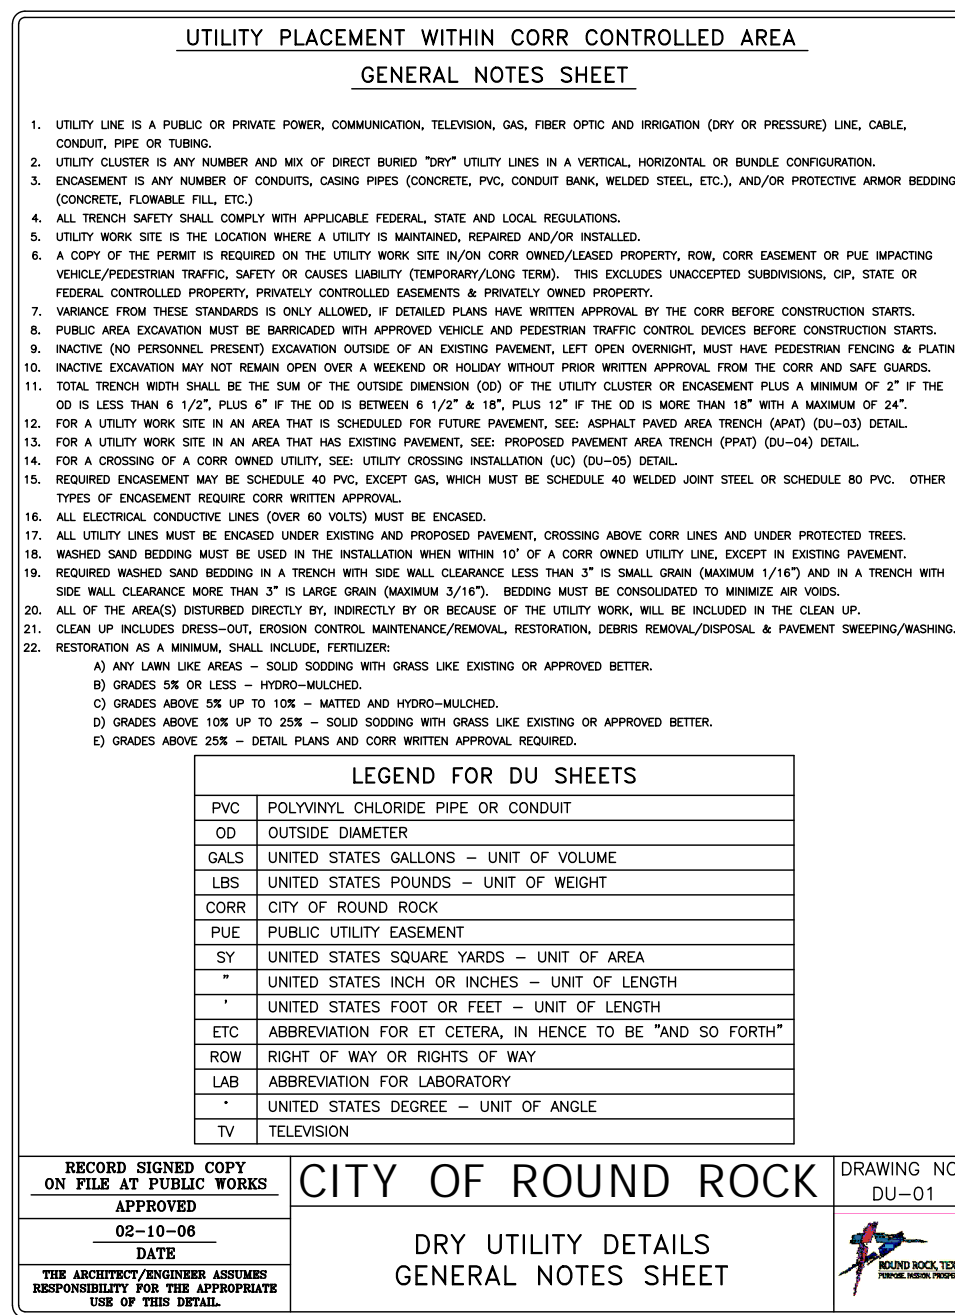 UTILITY PLACEMENT WITHIN CORR CONTROLLED AREA
GENERAL NOTES SHEET
1. UTILITY LINE IS A PUBLIC OR PRIVATE POWER, COMMUNICATION, TELEVISION, GAS, FIBER OPTIC AND IRRIGATION (DRY OR PRESSURE) LINE, CABLE,
CONDUIT, PIPE OR TUBING.
2. UTILITY CLUSTER IS ANY NUMBER AND MIX OF DIRECT BURIED "DRY" UTILITY LINES IN A VERTICAL, HORIZONTAL OR BUNDLE CONFIGURATION.
3. ENCASEMENT IS ANY NUMBER OF CONDUITS, CASING PIPES (CONCRETE, PVC, CONDUIT BANK, WELDED STEEL, ETC.), AND/OR PROTECTIVE ARMOR BEDDING
(CONCRETE, FLOWABLE FILL, ETC.)
4. ALL TRENCH SAFETY SHALL COMPLY WITH APPLICABLE FEDERAL, STATE AND LOCAL REGULATIONS.
5. UTILITY WORK SITE IS THE LOCATION WHERE A UTILITY IS MAINTAINED, REPAIRED AND/OR INSTALLED.
6. A COPY OF THE PERMIT IS REQUIRED ON THE UTILITY WORK SITE IN/ON CORR OWNED/LEASED PROPERTY, ROW, CORR EASEMENT OR PUE IMPACTING
VEHICLE/PEDESTRIAN TRAFFIC, SAFETY OR CAUSES LIABILITY (TEMPORARY/LONG TERM). THIS EXCLUDES UNACCEPTED SUBDIVISIONS, CIP, STATE OR
FEDERAL CONTROLLED PROPERTY, PRIVATELY CONTROLLED EASEMENTS & PRIVATELY OWNED PROPERTY.
7. VARIANCE FROM THESE STANDARDS IS ONLY ALLOWED, IF DETAILED PLANS HAVE WRITTEN APPROVAL BY THE CORR BEFORE CONSTRUCTION STARTS.
8. PUBLIC AREA EXCAVATION MUST BE BARRICADED WITH APPROVED VEHICLE AND PEDESTRIAN TRAFFIC CONTROL DEVICES BEFORE CONSTRUCTION STARTS.
9. INACTIVE (NO PERSONNEL PRESENT) EXCAVATION OUTSIDE OF AN EXISTING PAVEMENT, LEFT OPEN OVERNIGHT, MUST HAVE PEDESTRIAN FENCING & PLATIN
10. INACTIVE EXCAVATION MAY NOT REMAIN OPEN OVER A WEEKEND OR HOLIDAY WITHOUT PRIOR WRITTEN APPROVAL FROM THE CORR AND SAFE GUARDS.
11. TOTAL TRENCH WIDTH SHALL BE THE SUM OF THE OUTSIDE DIMENSION (OD) OF THE UTILITY CLUSTER OR ENCASEMENT PLUS A MINIMUM OF 2" IF THE
OD IS LESS THAN 6 1/2", PLUS 6" IF THE OD IS BETWEEN 6 1/2" & 18", PLUS 12" IF THE OD IS MORE THAN 18" WITH A MAXIMUM OF 24".
12. FOR A UTILITY WORK SITE IN AN AREA THAT IS SCHEDULED FOR FUTURE PAVEMENT, SEE: ASPHALT PAVED AREA TRENCH (APAT) (DU-03) DETAIL.
13. FOR A UTILITY WORK SITE IN AN AREA THAT HAS EXISTING PAVEMENT, SEE: PROPOSED PAVEMENT AREA TRENCH (PPAT) (DU-04) DETAIL.
14. FOR A CROSSING OF A CORR OWNED UTILITY, SEE: UTILITY CROSSING INSTALLATION (UC) (DU-05) DETAIL.
15. REQUIRED ENCASEMENT MAY BE SCHEDULE 40 PVC, EXCEPT GAS, WHICH MUST BE SCHEDULE 40 WELDED JOINT STEEL OR SCHEDULE 80 PVC. OTHER
TYPES OF ENCASEMENT REQUIRE CORR WRITTEN APPROVAL.
16. ALL ELECTRICAL CONDUCTIVE LINES (OVER 60 VOLTS) MUST BE ENCASED.
17. ALL UTILITY LINES MUST BE ENCASED UNDER EXISTING AND PROPOSED PAVEMENT, CROSSING ABOVE CORR LINES AND UNDER PROTECTED TREES.
18. WASHED SAND BEDDING MUST BE USED IN THE INSTALLATION WHEN WITHIN 10' OF A CORR OWNED UTILITY LINE, EXCEPT IN EXISTING PAVEMENT.
19. REQUIRED WASHED SAND BEDDING IN A TRENCH WITH SIDE WALL CLEARANCE LESS THAN 3" IS SMALL GRAIN (MAXIMUM 1/16") AND IN A TRENCH WITH
SIDE WALL CLEARANCE MORE THAN 3" IS LARGE GRAIN (MAXIMUM 3/16"). BEDDING MUST BE CONSOLIDATED TO MINIMIZE AIR VOIDS.
20. ALL OF THE AREA(S) DISTURBED DIRECTLY BY, INDIRECTLY BY OR BECAUSE OF THE UTILITY WORK, WILL BE INCLUDED IN THE CLEAN UP.
21. CLEAN UP INCLUDES DRESS-OUT, EROSION CONTROL MAINTENANCE/REMOVAL, RESTORATION, DEBRIS REMOVAL/DISPOSAL & PAVEMENT SWEEPING/WASHING.
22. RESTORATION AS A MINIMUM, SHALL INCLUDE, FERTILIZER:
A) ANY LAWN LIKE AREAS – SOLID SODDING WITH GRASS LIKE EXISTING OR APPROVED BETTER.
B) GRADES 5% OR LESS – HYDRO-MULCHED.
C) GRADES ABOVE 5% UP TO 10% – MATTED AND HYDRO-MULCHED.
D) GRADES ABOVE 10% UP TO 25% – SOLID SODDING WITH GRASS LIKE EXISTING OR APPROVED BETTER.
E) GRADES ABOVE 25% – DETAIL PLANS AND CORR WRITTEN APPROVAL REQUIRED.
LEGEND FOR DU SHEETS
PVC POLYVINYL CHLORIDE PIPE OR CONDUIT
OD OUTSIDE DIAMETER
GALS UNITED STATES GALLONS – UNIT OF VOLUME
LBS UNITED STATES POUNDS – UNIT OF WEIGHT
CORR CITY OF ROUND ROCK
PUE PUBLIC UTILITY EASEMENT
SY UNITED STATES SQUARE YARDS – UNIT OF AREA
" UNITED STATES INCH OR INCHES – UNIT OF LENGTH
' UNITED STATES FOOT OR FEET – UNIT OF LENGTH
ETC ABBREVIATION FOR ET CETERA, IN HENCE TO BE "AND SO FORTH"
ROW RIGHT OF WAY OR RIGHTS OF WAY
LAB ABBREVIATION FOR LABORATORY
° UNITED STATES DEGREE – UNIT OF ANGLE
TV TELEVISION
RECORD SIGNED COPY
ON FILE AT PUBLIC WORKS
APPROVED
02-10-06
DATE
THE ARCHITECT/ENGINEER ASSUMES
RESPONSIBILITY FOR THE APPROPRIATE
USE OF THIS DETAIL.
CITY OF ROUND ROCK
DRY UTILITY DETAILS
GENERAL NOTES SHEET
DRAWING NO
DU-01
ROUND ROCK, TEX
PURPOSE. PASSION. PROSPE